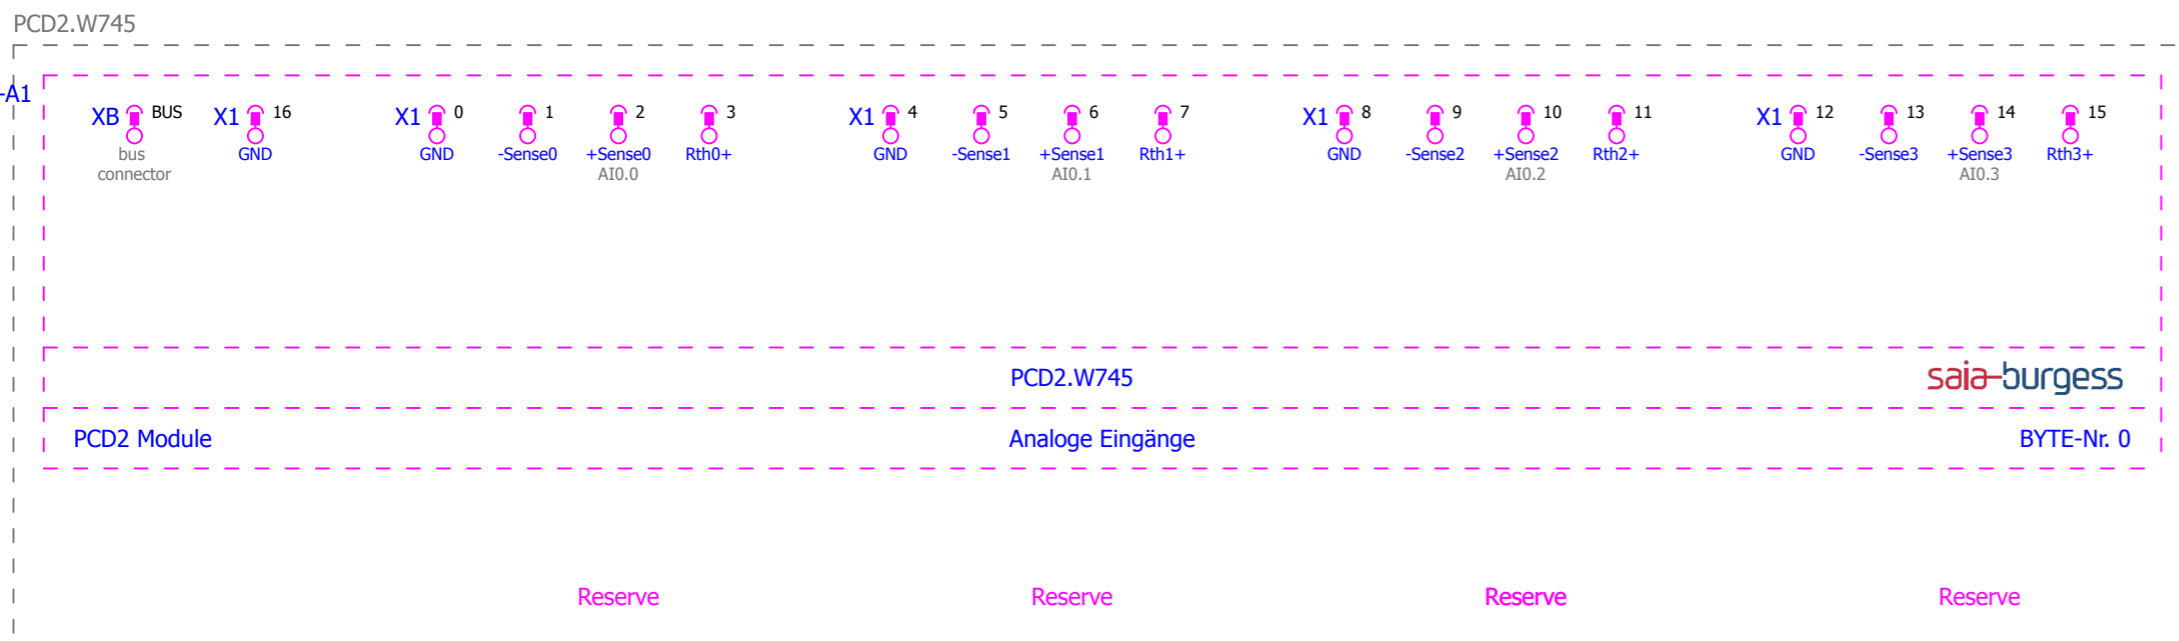 PCD2.W745
-A1
XB BUS X1 16 X1 0 1 2 3 X1 4 5 6 7 X1 8 9 10 11 X1 12 13 14 15
bus GND GND -Sense0 +Sense0 Rth0+ GND -Sense1 +Sense1 Rth1+ GND -Sense2 +Sense2 Rth2+ GND -Sense3 +Sense3 Rth3+
connector AI0.0 AI0.1 AI0.2 AI0.3
PCD2.W745 saia-burgess
PCD2 Module Analoge Eingänge BYTE-Nr. 0
Reserve Reserve Reserve Reserve